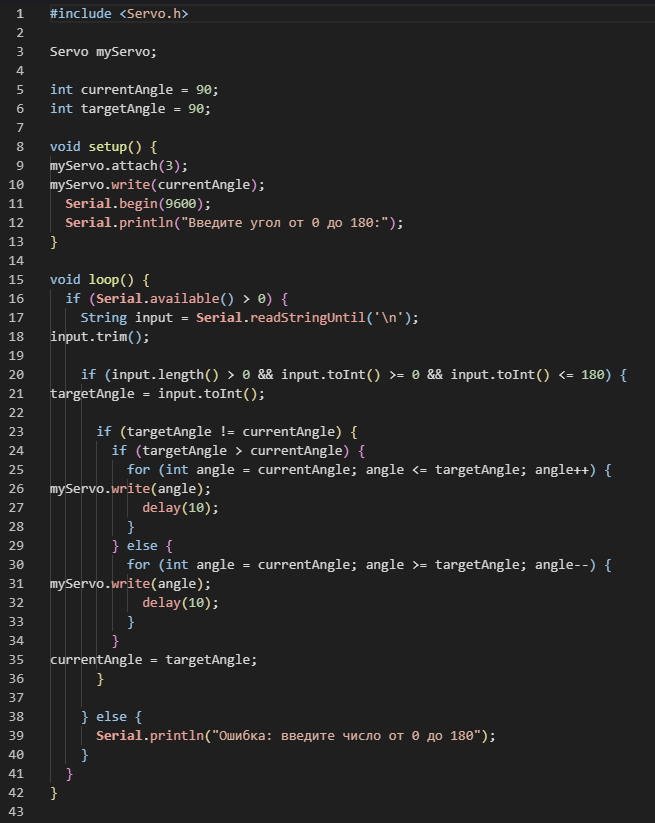 1 #include <Servo.h>
2
3 Servo myServo;
4
5 int currentAngle = 90;
6 int targetAngle = 90;
7
8 void setup() {
9 myServo.attach(3);
10 myServo.write(currentAngle);
11   Serial.begin(9600);
12   Serial.println("Введите угол от 0 до 180:");
13 }
14
15 void loop() {
16   if (Serial.available() > 0) {
17     String input = Serial.readStringUntil('\n');
18 input.trim();
19
20     if (input.length() > 0 && input.toInt() >= 0 && input.toInt() <= 180) {
21 targetAngle = input.toInt();
22
23       if (targetAngle != currentAngle) {
24         if (targetAngle > currentAngle) {
25           for (int angle = currentAngle; angle <= targetAngle; angle++) {
26 myServo.write(angle);
27             delay(10);
28           }
29         } else {
30           for (int angle = currentAngle; angle >= targetAngle; angle--) {
31 myServo.write(angle);
32             delay(10);
33           }
34         }
35 currentAngle = targetAngle;
36       }
37
38     } else {
39       Serial.println("Ошибка: введите число от 0 до 180");
40     }
41   }
42 }
43